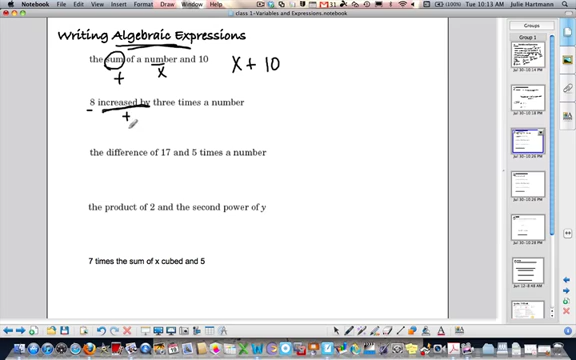 Notebook File Edit View Insert Format Draw Window Help
Julie Hartmann
10:13 AM
class 1-Variables and Expressions.notebook
Groups
Group 1
Writing Algebraic Expressions
the sum of a number and 10
x + 10
+ x
8 increased by three times a number
+
the difference of 17 and 5 times a number
the product of 2 and the second power of y
7 times the sum of x cubed and 5